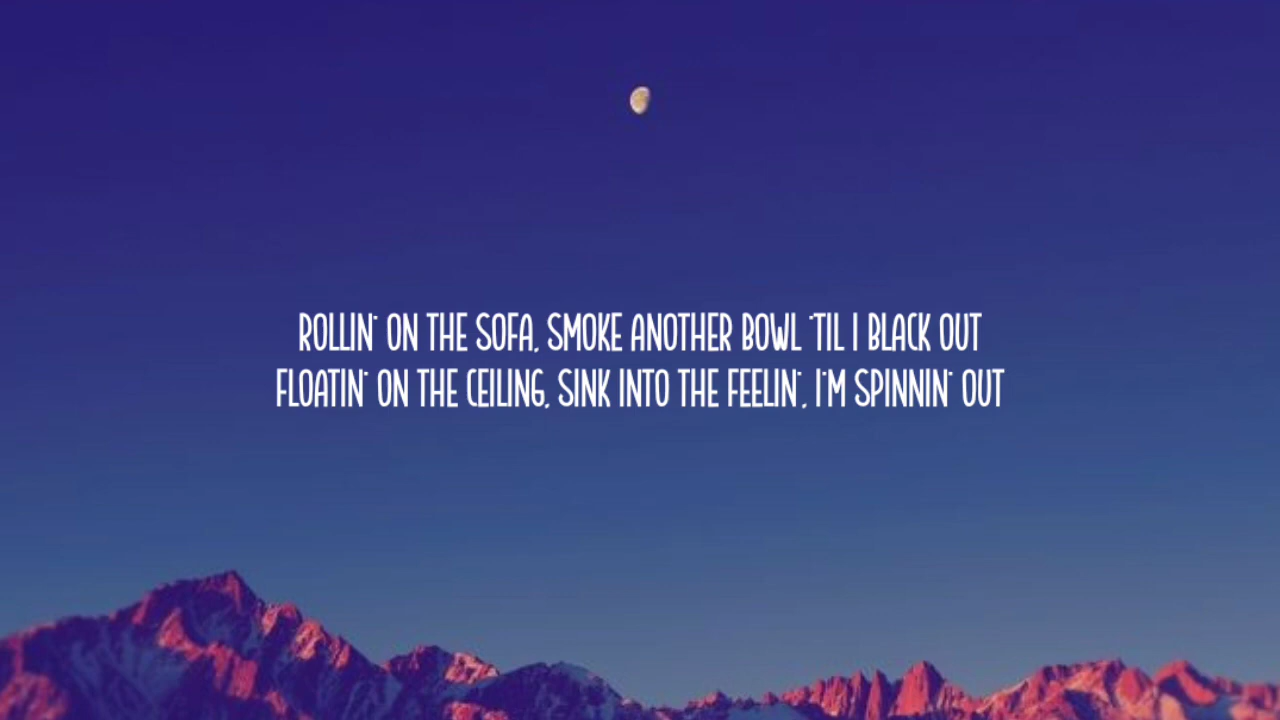 ROLLIN' ON THE SOFA, SMOKE ANOTHER BOWL 'TIL I BLACK OUT
FLOATIN' ON THE CEILING, SINK INTO THE FEELIN', I'M SPINNIN' OUT